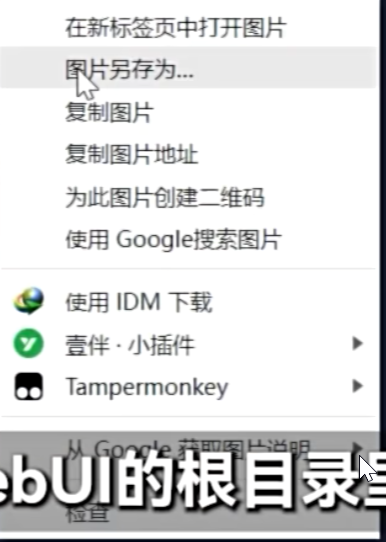 在新标签页中打开图片
图片另存为...
复制图片
复制图片地址
为此图片创建二维码
使用 Google搜索图片
使用 IDM 下载
壹伴 · 小插件
Tampermonkey
从 Google 获取图片说明
ebUI的根目录里
检查